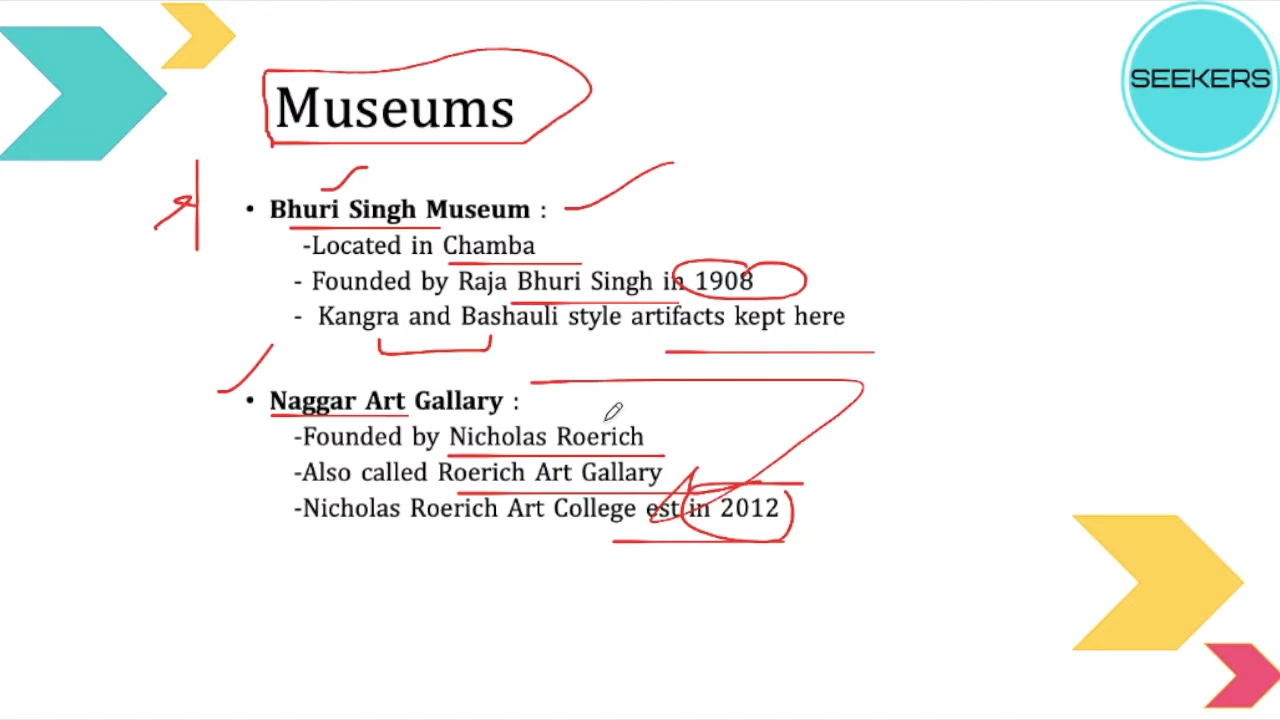 SEEKERS
Museums
• Bhuri Singh Museum :
-Located in Chamba
- Founded by Raja Bhuri Singh in 1908
- Kangra and Bashauli style artifacts kept here
• Naggar Art Gallary :
-Founded by Nicholas Roerich
-Also called Roerich Art Gallary
-Nicholas Roerich Art College est in 2012